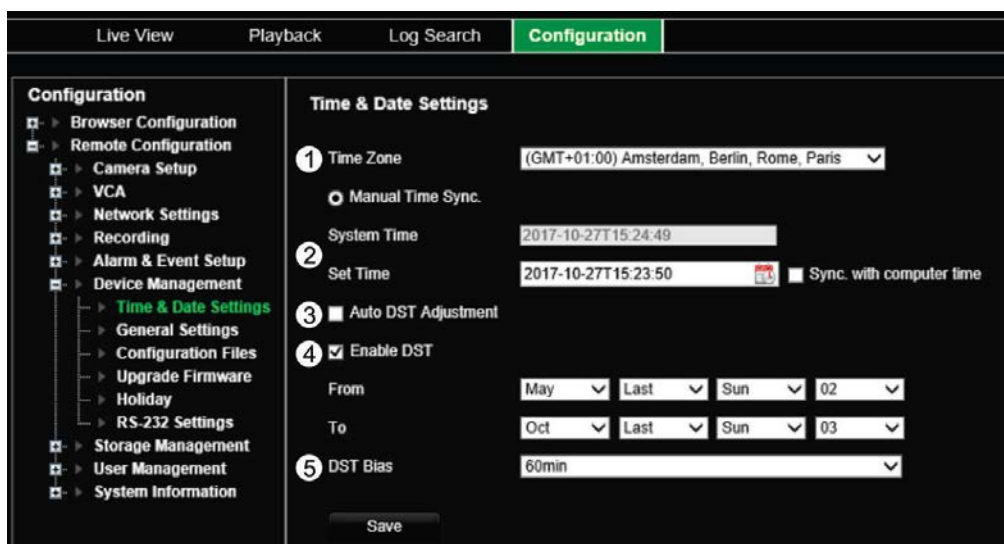 Live View Playback Log Search Configuration
Configuration
Browser Configuration
Remote Configuration
Camera Setup
VCA
Network Settings
Recording
Alarm & Event Setup
Device Management
Time & Date Settings
General Settings
Configuration Files
Upgrade Firmware
Holiday
RS-232 Settings
Storage Management
User Management
System Information
Time & Date Settings
1 Time Zone (GMT+01:00) Amsterdam, Berlin, Rome, Paris
Manual Time Sync.
System Time 2017-10-27T15:24:49
2
Set Time 2017-10-27T15:23:50 Sync. with computer time
3 Auto DST Adjustment
4 Enable DST
From May Last Sun 02
To Oct Last Sun 03
5 DST Bias 60min
Save